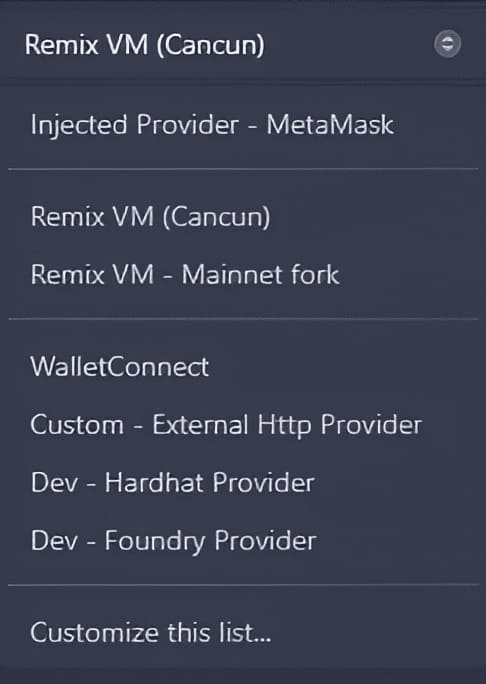 Remix VM (Cancun)
Injected Provider - MetaMask
Remix VM (Cancun)
Remix VM - Mainnet fork
WalletConnect
Custom - External Http Provider
Dev - Hardhat Provider
Dev - Foundry Provider
Customize this list...